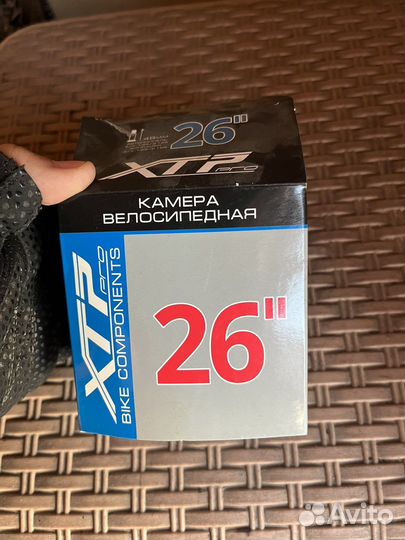 26"
XTP pro
КАМЕРА
ВЕЛОСИПЕДНАЯ
XTP pro
BIKE COMPONENTS
26"
Avito